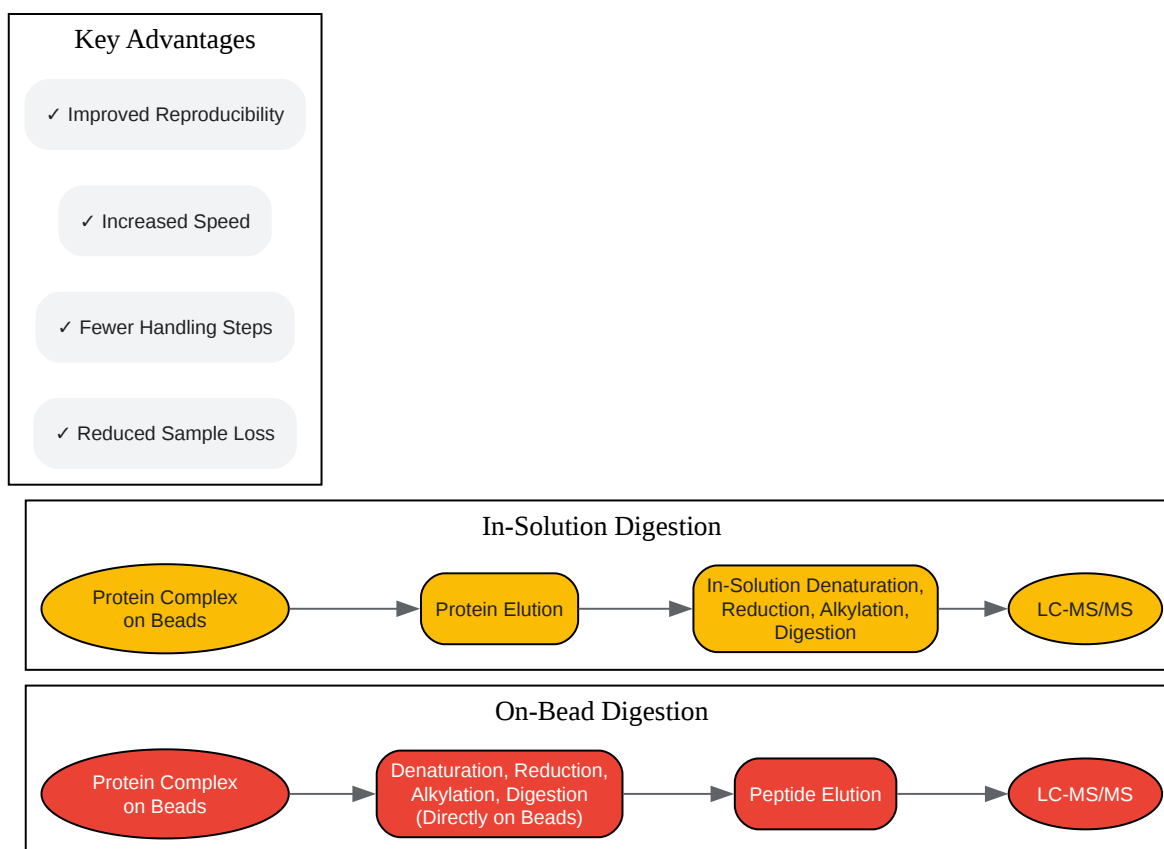 Key Advantages
✓ Improved Reproducibility
✓ Increased Speed
✓ Fewer Handling Steps
✓ Reduced Sample Loss
In-Solution Digestion
Protein Complex
on Beads
Protein Elution
In-Solution Denaturation,
Reduction, Alkylation,
Digestion
LC-MS/MS
On-Bead Digestion
Protein Complex
on Beads
Denaturation, Reduction,
Alkylation, Digestion
(Directly on Beads)
Peptide Elution
LC-MS/MS